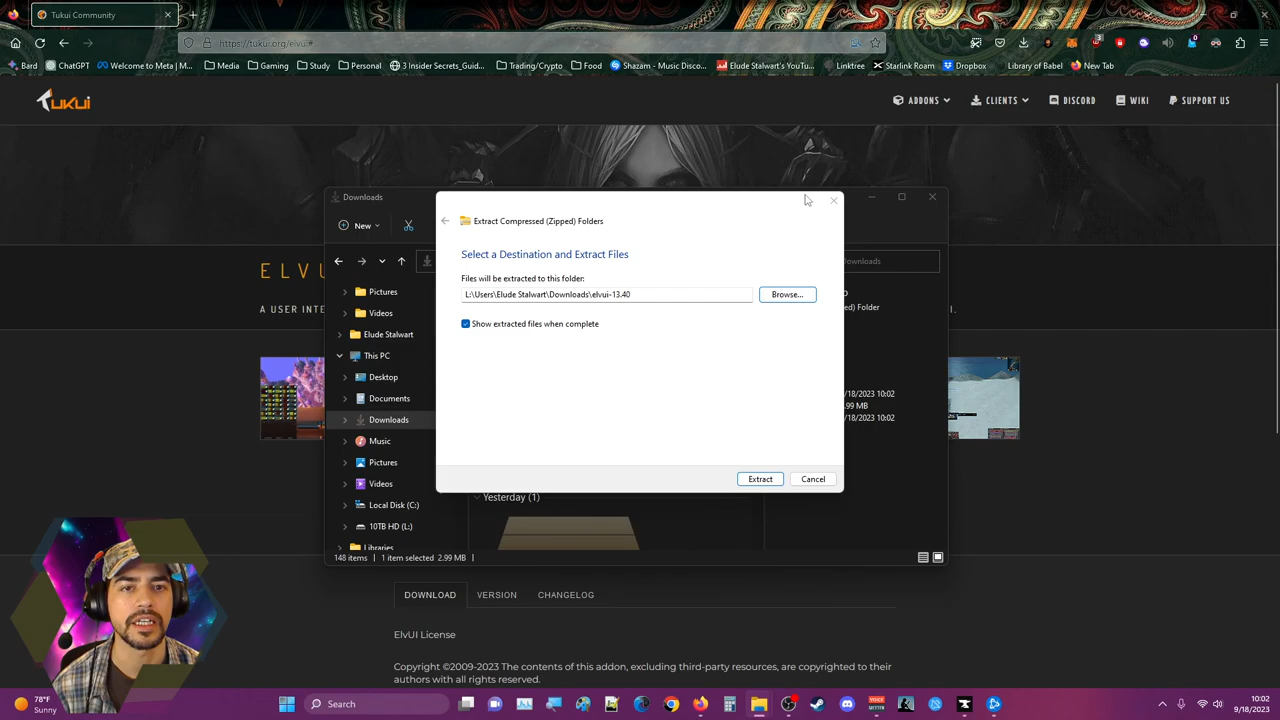 Tukui Community
https://tukui.org/elvui#
Bard
ChatGPT
Welcome to Meta | M...
Media
Gaming
Study
Personal
3 Insider Secrets_Guid...
Trading/Crypto
Food
Shazam - Music Disco...
Elude Stalwart's YouTu...
Linktree
Starlink Roam
Dropbox
Library of Babel
New Tab
TUKUI
ADDONS
CLIENTS
DISCORD
WIKI
SUPPORT US
Downloads
New
Extract Compressed (Zipped) Folders
Select a Destination and Extract Files
Files will be extracted to this folder:
L:\Users\Elude Stalwart\Downloads\elvui-13.40
Browse...
Show extracted files when complete
Extract
Cancel
ELVU
A USER INTE
Pictures
Videos
Elude Stalwart
This PC
Desktop
Documents
Downloads
Music
Pictures
Videos
Local Disk (C:)
10TB HD (L:)
Libraries
ownloads
) Folder
/18/2023 10:02
.99 MB
/18/2023 10:02
Yesterday (1)
148 items
1 item selected 2.99 MB
DOWNLOAD
VERSION
CHANGELOG
ElvUI License
Copyright ©2009-2023 The contents of this addon, excluding third-party resources, are copyrighted to their
authors with all rights reserved.
78°F
Sunny
Search
10:02
9/18/2023